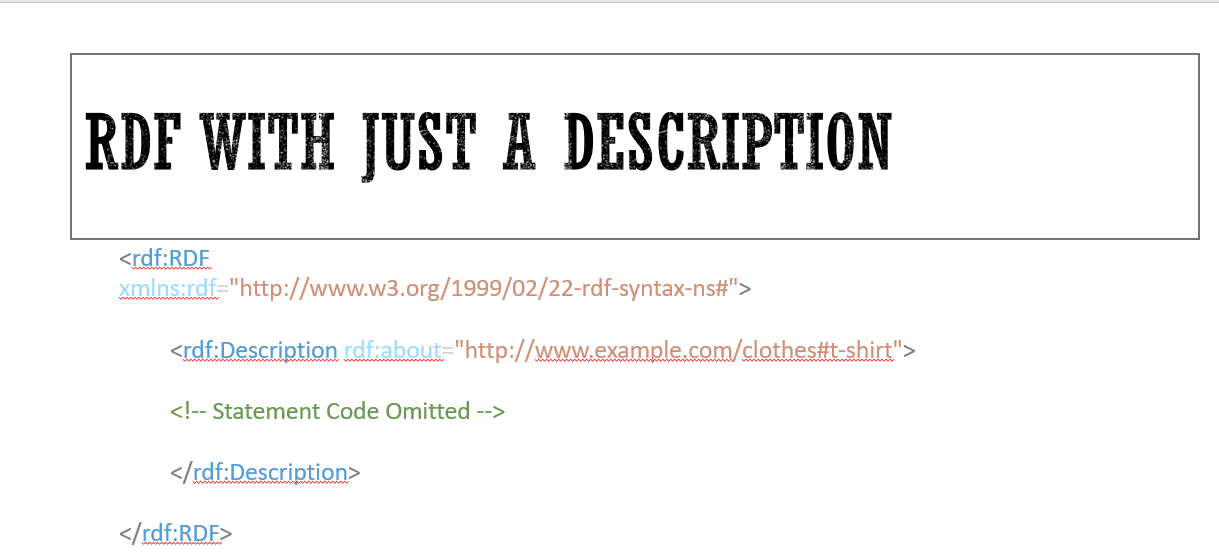 RDF WITH JUST A DESCRIPTION
<rdf:RDF
xmlns:rdf="http://www.w3.org/1999/02/22-rdf-syntax-ns#">
<rdf:Description rdf:about="http://www.example.com/clothes#t-shirt">
<!-- Statement Code Omitted -->
</rdf:Description>
</rdf:RDF>